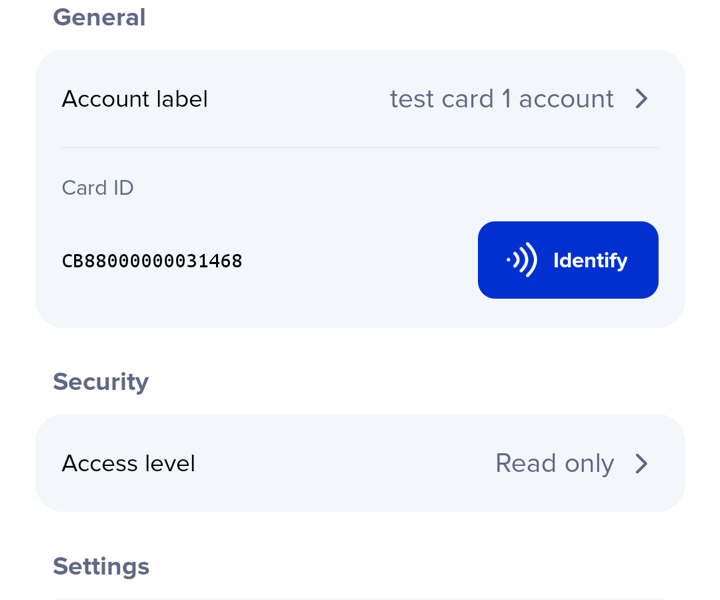 General
Account label test card 1 account
Card ID
CB88000000031468 Identify
Security
Access level Read only
Settings